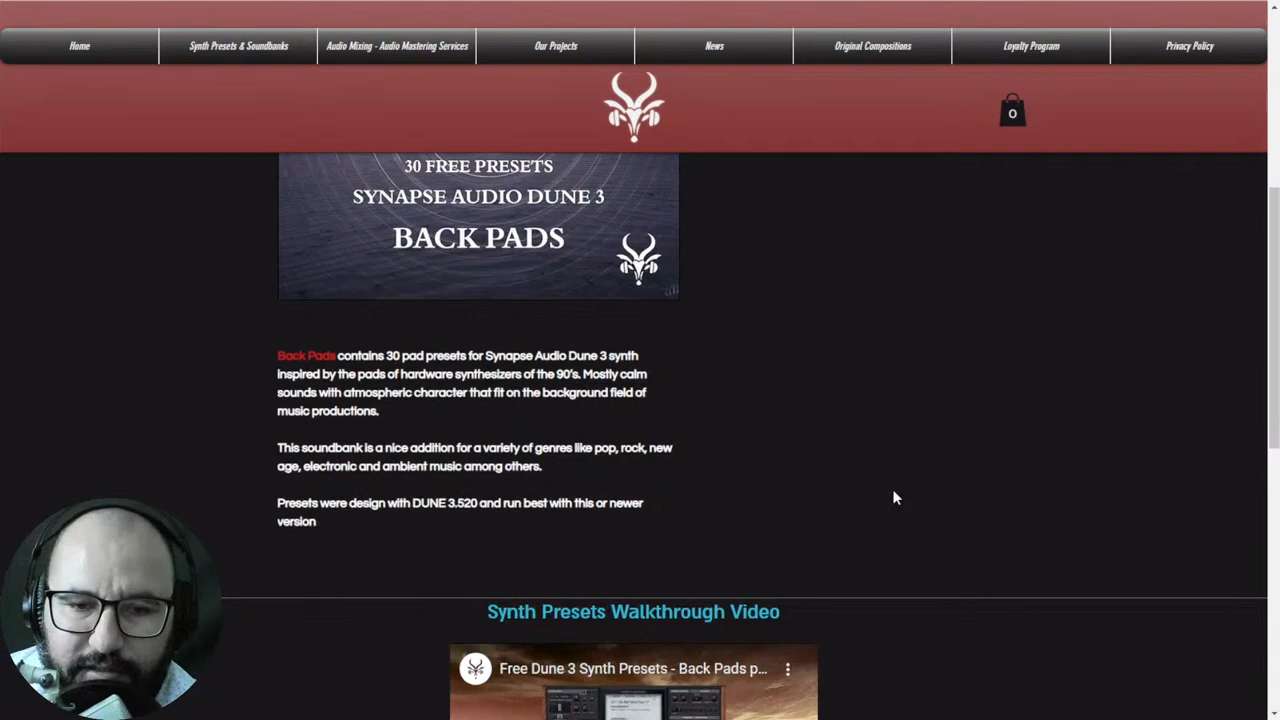 Home
Synth Presets & Soundbanks
Audio Mixing - Audio Mastering Services
Our Projects
News
Original Compositions
Loyalty Program
Privacy Policy
0
30 FREE PRESETS
SYNAPSE AUDIO DUNE 3
BACK PADS
Back Pads contains 30 pad presets for Synapse Audio Dune 3 synth
inspired by the pads of hardware synthesizers of the 90's. Mostly calm
sounds with atmospheric character that fit on the background field of
music productions.
This soundbank is a nice addition for a variety of genres like pop, rock, new
age, electronic and ambient music among others.
Presets were design with DUNE 3.520 and run best with this or newer
version
Synth Presets Walkthrough Video
Free Dune 3 Synth Presets - Back Pads p...